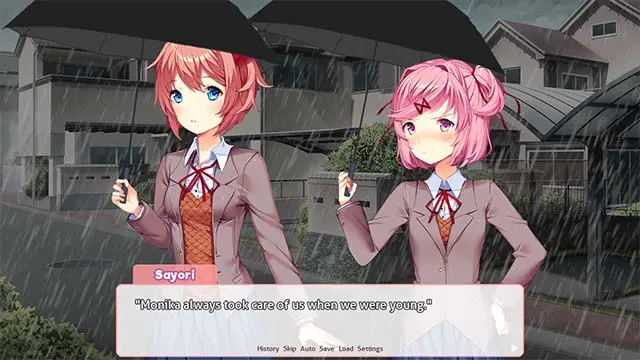 Sayori
"Monika always took care of us when we were young."
History Skip Auto Save Load Settings